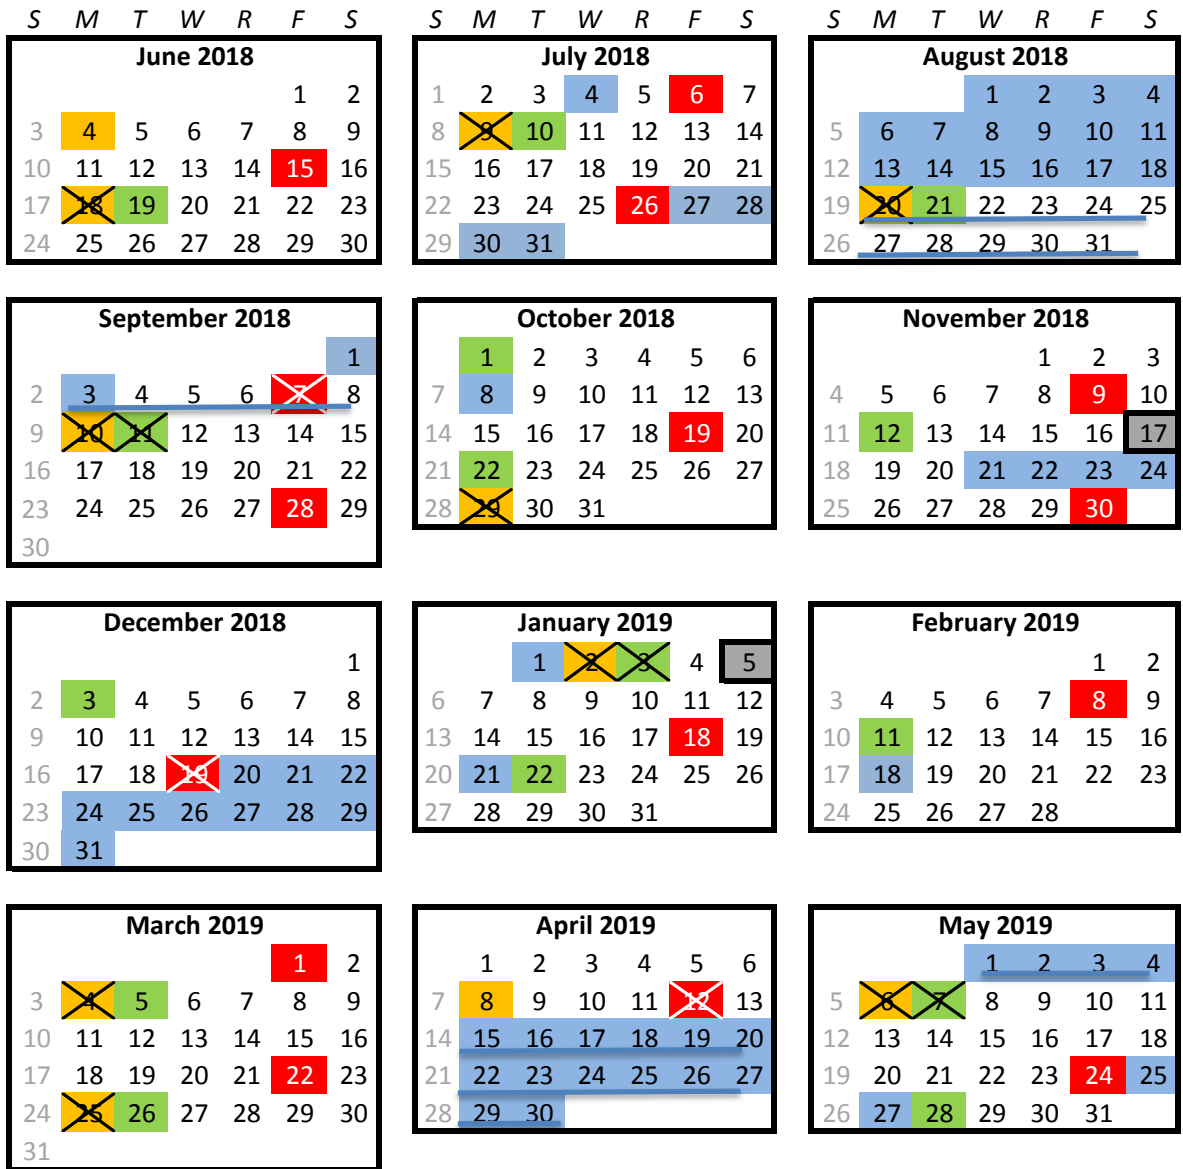 S M T W R F S
S M T W R F S
S M T W R F S
June 2018
1 2
3 4 5 6 7 8 9
10 11 12 13 14 15 16
17 18 19 20 21 22 23
24 25 26 27 28 29 30
July 2018
1 2 3 4 5 6 7
8 9 10 11 12 13 14
15 16 17 18 19 20 21
22 23 24 25 26 27 28
29 30 31
August 2018
1 2 3 4
5 6 7 8 9 10 11
12 13 14 15 16 17 18
19 20 21 22 23 24 25
26 27 28 29 30 31
September 2018
1
2 3 4 5 6 7 8
9 10 11 12 13 14 15
16 17 18 19 20 21 22
23 24 25 26 27 28 29
30
October 2018
1 2 3 4 5 6
7 8 9 10 11 12 13
14 15 16 17 18 19 20
21 22 23 24 25 26 27
28 29 30 31
November 2018
1 2 3
4 5 6 7 8 9 10
11 12 13 14 15 16 17
18 19 20 21 22 23 24
25 26 27 28 29 30
December 2018
1
2 3 4 5 6 7 8
9 10 11 12 13 14 15
16 17 18 19 20 21 22
23 24 25 26 27 28 29
30 31
January 2019
1 2 3 4 5
6 7 8 9 10 11 12
13 14 15 16 17 18 19
20 21 22 23 24 25 26
27 28 29 30 31
February 2019
1 2
3 4 5 6 7 8 9
10 11 12 13 14 15 16
17 18 19 20 21 22 23
24 25 26 27 28
March 2019
1 2
3 4 5 6 7 8 9
10 11 12 13 14 15 16
17 18 19 20 21 22 23
24 25 26 27 28 29 30
31
April 2019
1 2 3 4 5 6
7 8 9 10 11 12 13
14 15 16 17 18 19 20
21 22 23 24 25 26 27
28 29 30
May 2019
1 2 3 4
5 6 7 8 9 10 11
12 13 14 15 16 17 18
19 20 21 22 23 24 25
26 27 28 29 30 31